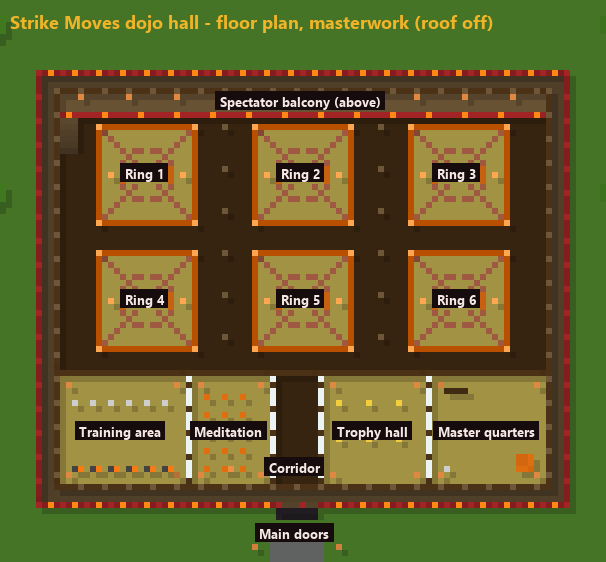 Strike Moves dojo hall - floor plan, masterwork (roof off)
Spectator balcony (above)
Ring 1
Ring 2
Ring 3
Ring 4
Ring 5
Ring 6
Training area
Meditation
Trophy hall
Master quarters
Corridor
Main doors